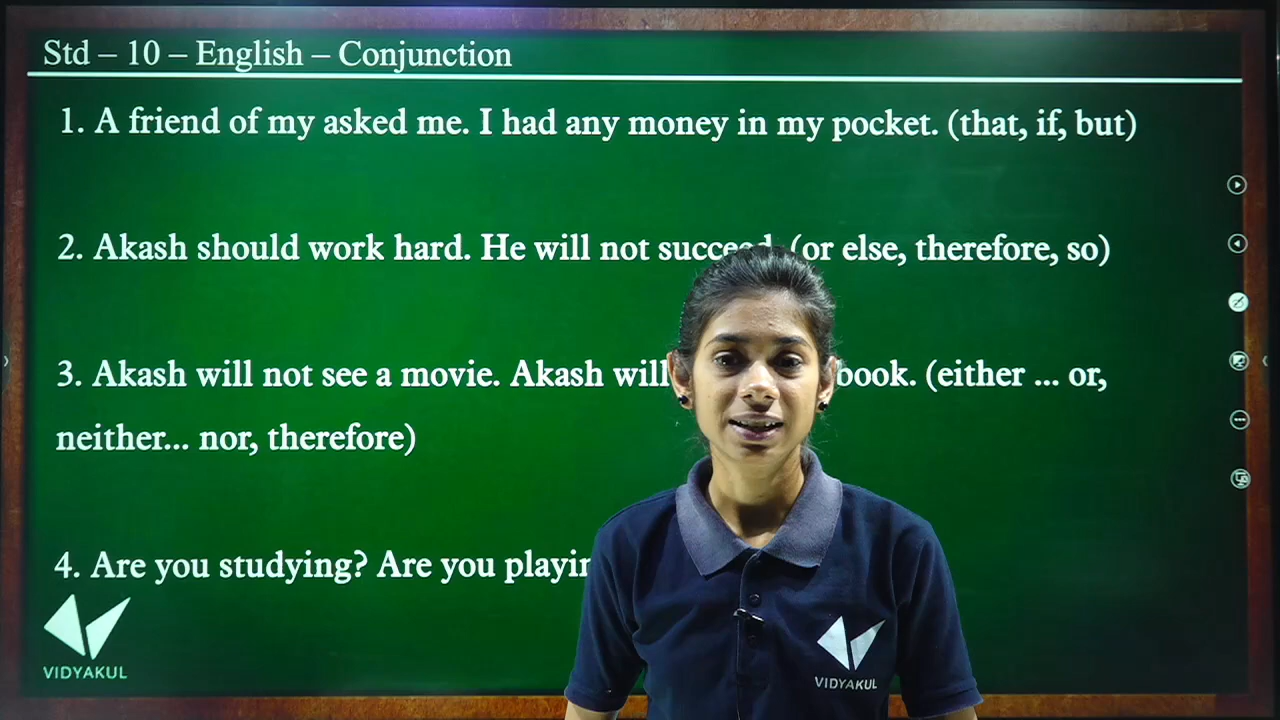 Std – 10 – English – Conjunction
1. A friend of my asked me. I had any money in my pocket. (that, if, but)
2. Akash should work hard. He will not succeed. (or else, therefore, so)
3. Akash will not see a movie. Akash will book. (either ... or,
neither... nor, therefore)
4. Are you studying? Are you
VIDYAKUL
VIDYAKUL